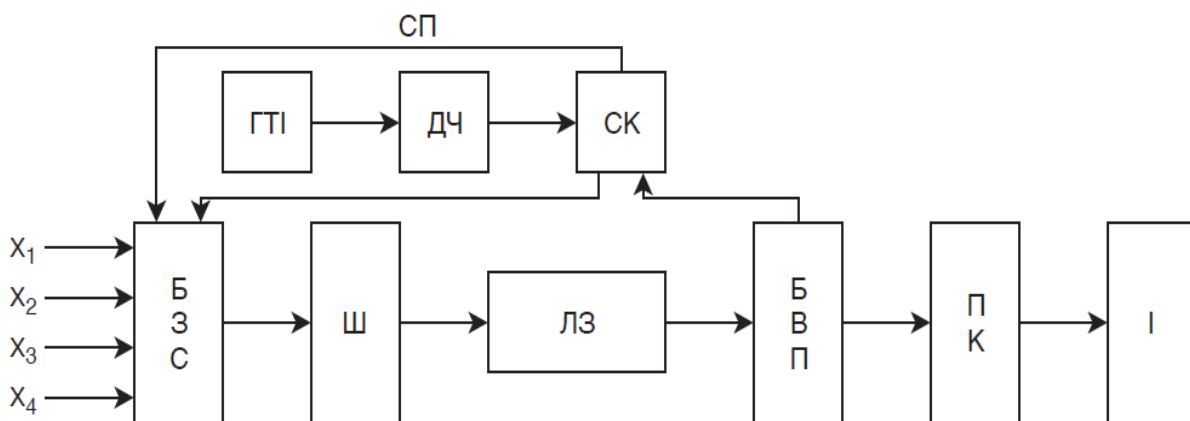 СП
ГТІ
ДЧ
СК
X1
X2
X3
X4
Б
З
С
Ш
ЛЗ
Б
В
П
П
К
І